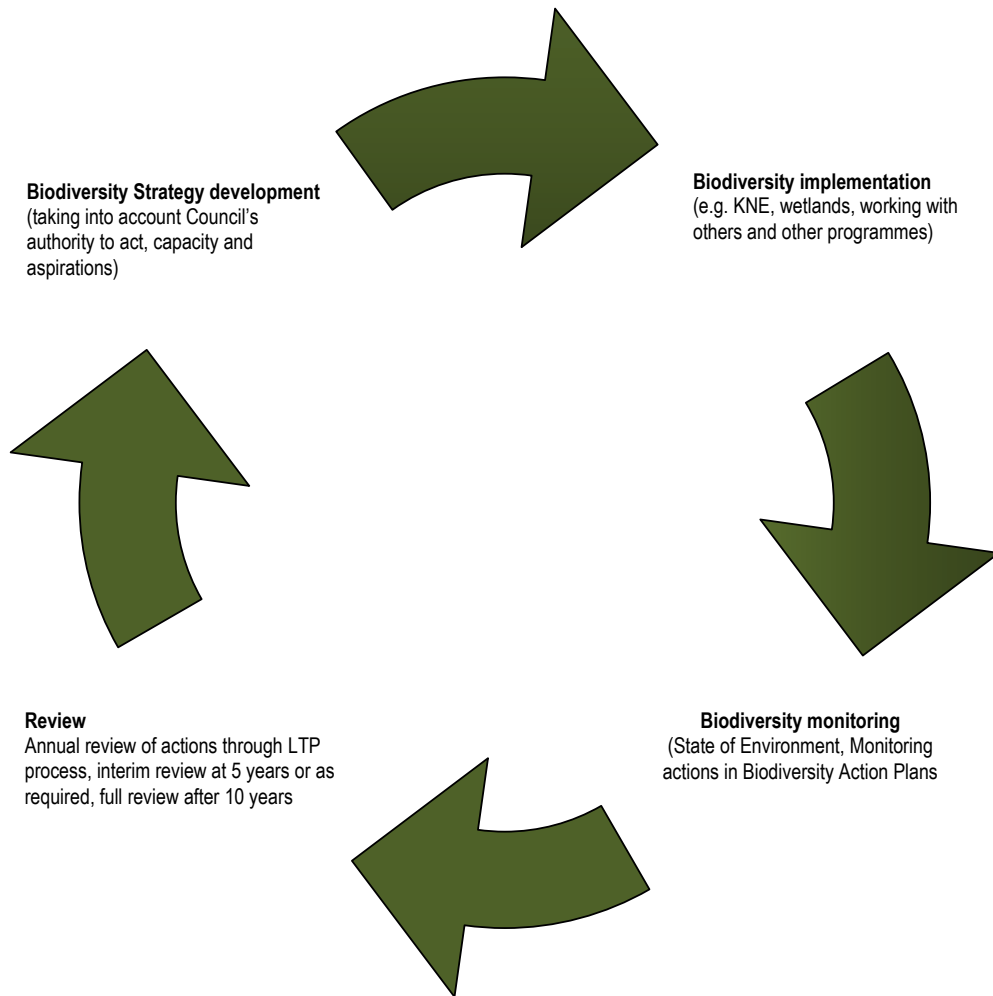 Biodiversity Strategy development
(taking into account Council’s
authority to act, capacity and
aspirations)
Biodiversity implementation
(e.g. KNE, wetlands, working with
others and other programmes)
Review
Annual review of actions through LTP
process, interim review at 5 years or as
required, full review after 10 years
Biodiversity monitoring
(State of Environment, Monitoring
actions in Biodiversity Action Plans